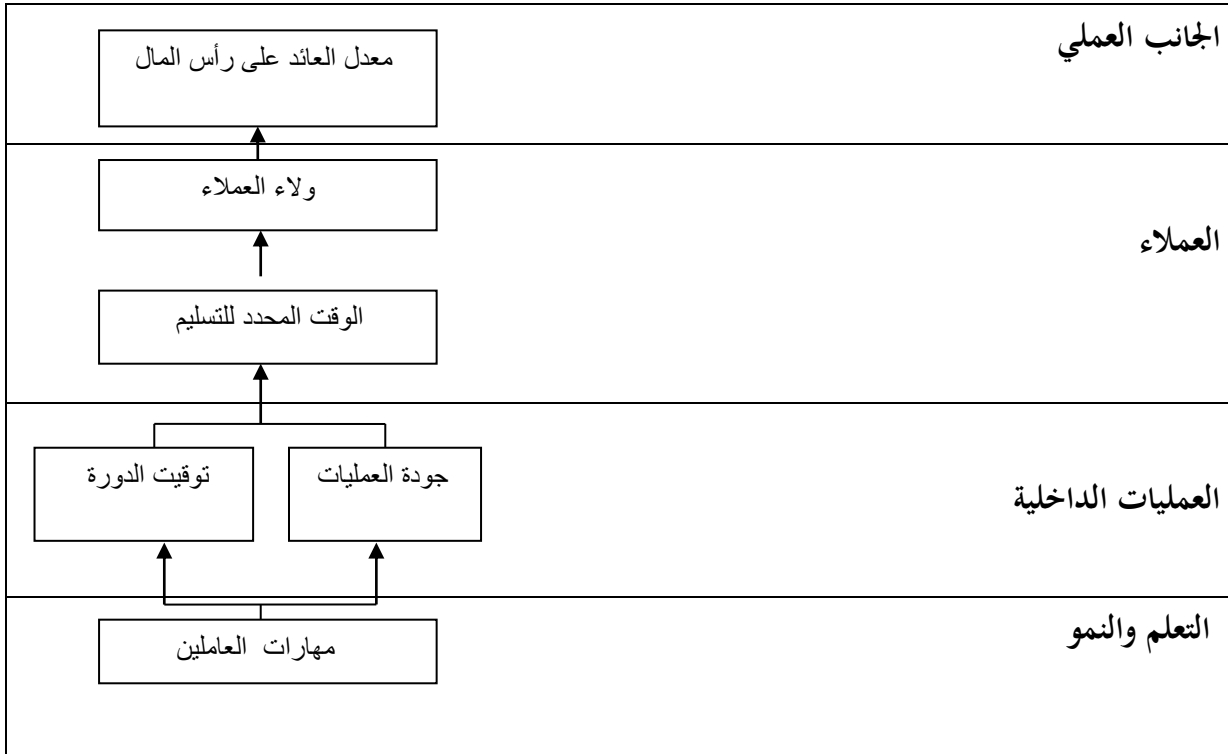 الجانب العملي
معدل العائد على رأس المال
العملاء
ولاء العملاء
الوقت المحدد للتسليم
العمليات الداخلية
جودة العمليات
توقيت الدورة
التعلم والنمو
مهارات العاملين